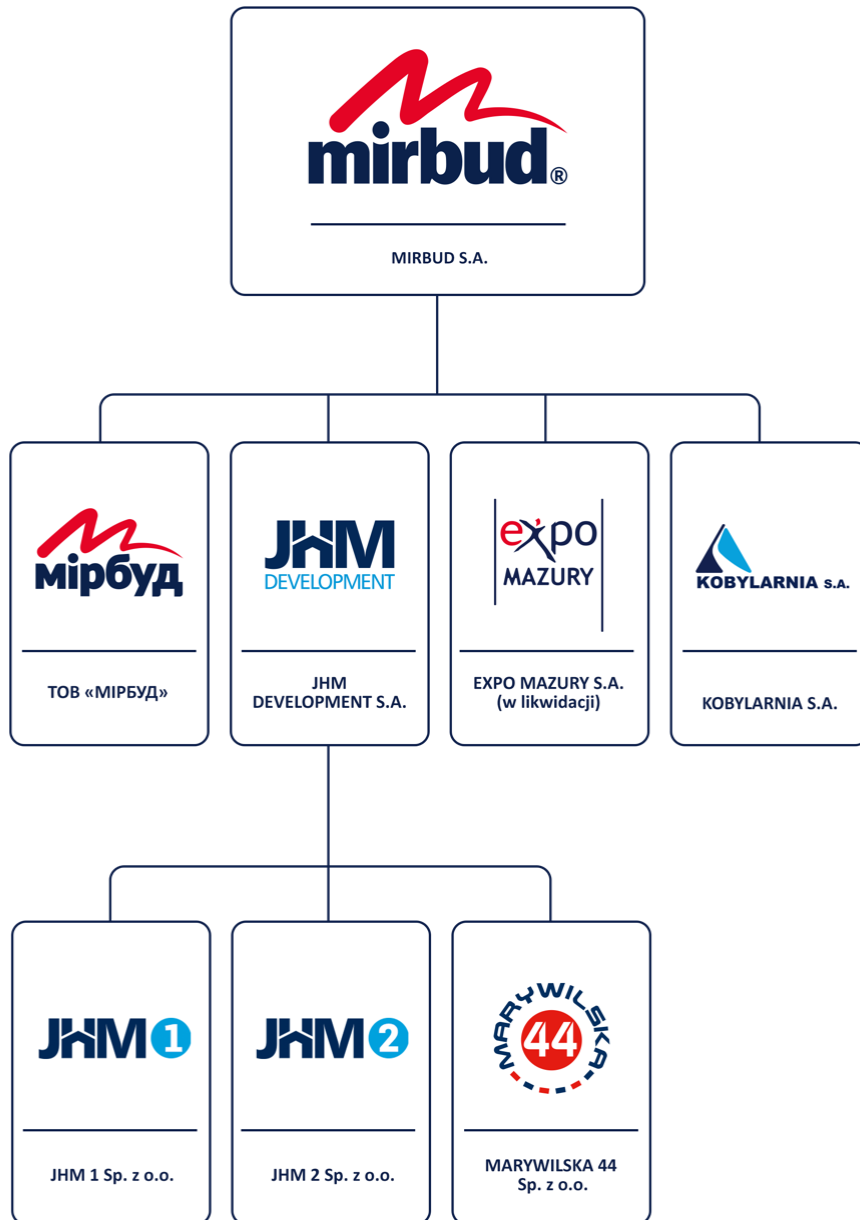 mirbud®
MIRBUD S.A.
мірбуд
ТОВ «МІРБУД»
JHM
DEVELOPMENT
JHM
DEVELOPMENT S.A.
expo
MAZURY
EXPO MAZURY S.A.
(w likwidacji)
KOBYLARNIA S.A.
KOBYLARNIA S.A.
JHM 1
JHM 1 Sp. z o.o.
JHM 2
JHM 2 Sp. z o.o.
MARYWILSKA
44
MARYWILSKA 44
Sp. z o.o.